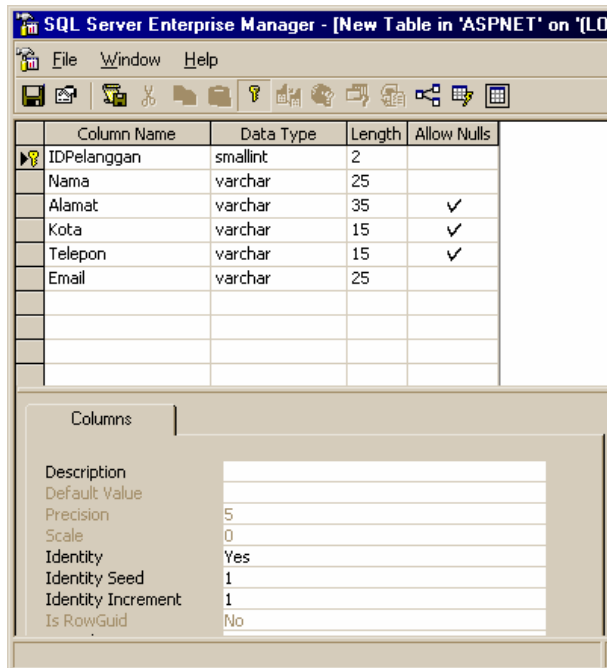 SQL Server Enterprise Manager - [New Table in 'ASPNET' on '(LO
File Window Help
Column Name Data Type Length Allow Nulls
IDPelanggan smallint 2
Nama varchar 25
Alamat varchar 35 ✓
Kota varchar 15 ✓
Telepon varchar 15 ✓
Email varchar 25
Columns
Description
Default Value
Precision 5
Scale 0
Identity Yes
Identity Seed 1
Identity Increment 1
Is RowGuid No